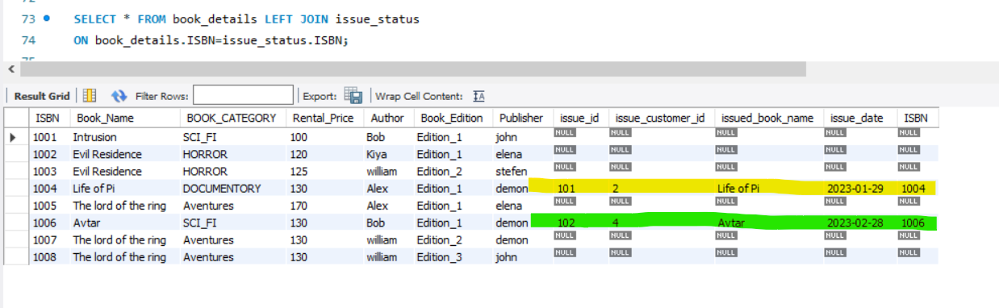 73 SELECT * FROM book_details LEFT JOIN issue_status
74 ON book_details.ISBN=issue_status.ISBN;
Result Grid Filter Rows: Export: Wrap Cell Content: IA
ISBN Book_Name BOOK_CATEGORY Rental_Price Author Book_Edition Publisher issue_id issue_customer_id issued_book_name issue_date ISBN
1001 Intrusion SCI_FI 100 Bob Edition_1 john NULL NULL NULL NULL NULL
1002 Evil Residence HORROR 120 Kiya Edition_1 elena NULL NULL NULL NULL NULL
1003 Evil Residence HORROR 125 william Edition_2 stefen NULL NULL NULL NULL NULL
1004 Life of Pi DOCUMENTORY 130 Alex Edition_1 demon 101 2 Life of Pi 2023-01-29 1004
1005 The lord of the ring Aventures 170 Alex Edition_1 elena NULL NULL NULL NULL NULL
1006 Avtar SCI_FI 130 Bob Edition_1 demon 102 4 Avtar 2023-02-28 1006
1007 The lord of the ring Aventures 130 william Edition_2 demon NULL NULL NULL NULL NULL
1008 The lord of the ring Aventures 130 william Edition_3 john NULL NULL NULL NULL NULL